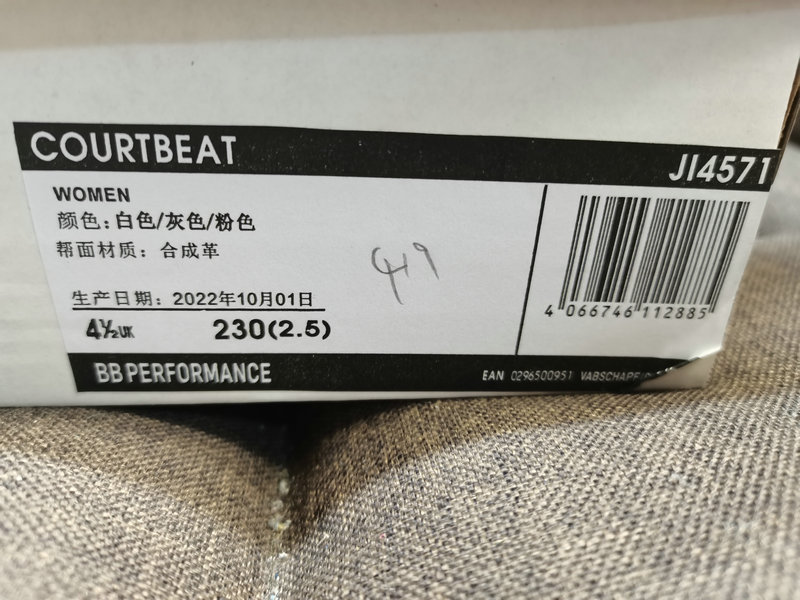 COURTBEAT
JI4571
WOMEN
颜色：白色/灰色/粉色
帮面材质：合成革
生产日期：2022年10月01日
4½UK
230(2.5)
4 066746 112885
BB PERFORMANCE
EAN 0296500951